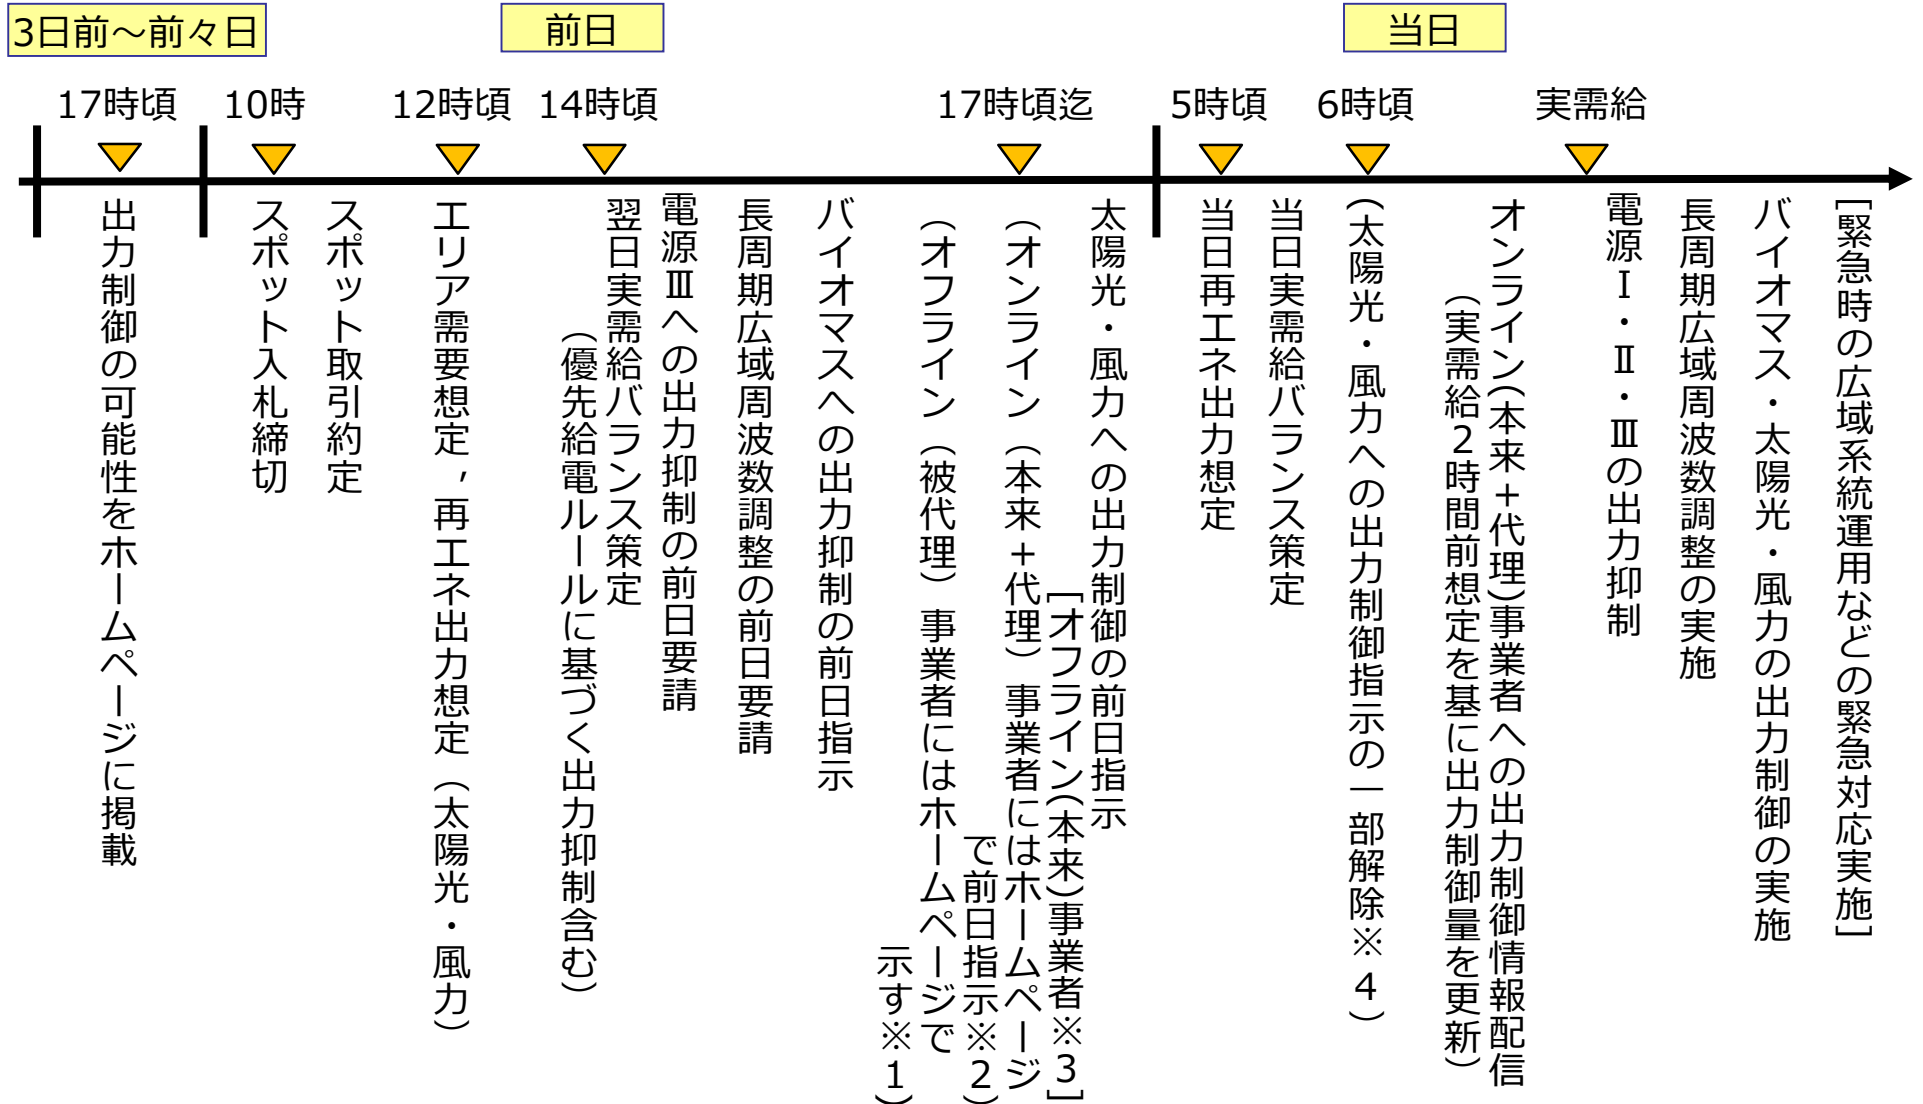 3日前～前々日
前日
当日
17時頃
10時
12時頃
14時頃
17時頃迄
5時頃
6時頃
実需給
出力制御の可能性をホームページに掲載
スポット入札締切
スポット取引約定
エリア需要想定，再エネ出力想定（太陽光・風力）
翌日実需給バランス策定
（優先給電ルールに基づく出力抑制含む）
電源Ⅲへの出力抑制の前日要請
長周期広域周波数調整の前日要請
バイオマスへの出力抑制の前日指示
太陽光・風力への出力制御の前日指示
[オフライン(本来)事業者※３]
（オンライン（本来＋代理）事業者にはホームページ
で前日指示※２）
（オフライン（被代理）事業者にはホームページで
示す※１）
当日再エネ出力想定
当日実需給バランス策定
（太陽光・風力への出力制御指示の一部解除※４）
オンライン(本来＋代理)事業者への出力制御情報配信
（実需給２時間前想定を基に出力制御量を更新）
電源Ⅰ・Ⅱ・Ⅲの出力抑制
長周期広域周波数調整の実施
バイオマス・太陽光・風力の出力制御の実施
[緊急時の広域系統運用などの緊急対応実施]